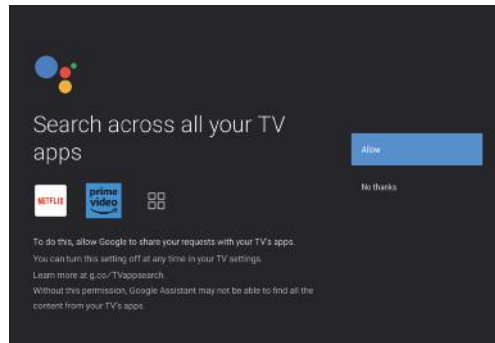 Search across all your TV
apps
Allow
No thanks
NETFLIX
prime
video
To do this, allow Google to share your requests with your TV's apps.
You can turn this setting off at any time in your TV settings.
Learn more at g.co/TVappsearch.
Without this permission, Google Assistant may not be able to find all the
content from your TV's apps.